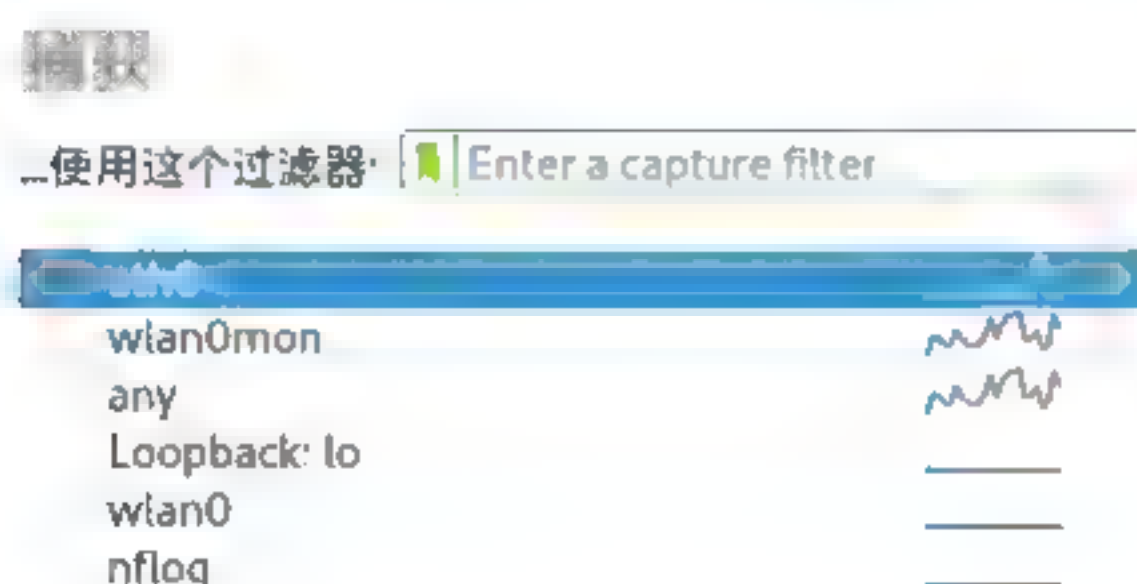 捕获
…使用这个过滤器: Enter a capture filter
wlan0mon
any
Loopback: lo
wlan0
nflog